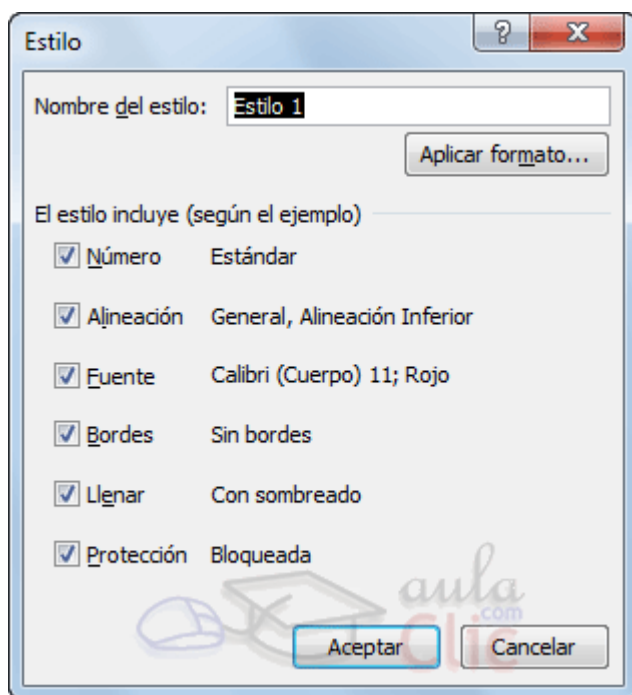 Estilo
Nombre del estilo: Estilo 1
Aplicar formato...
El estilo incluye (según el ejemplo)
Número Estándar
Alineación General, Alineación Inferior
Fuente Calibri (Cuerpo) 11; Rojo
Bordes Sin bordes
Llenar Con sombreado
Protección Bloqueada
aula
.com
Clic
Aceptar Cancelar